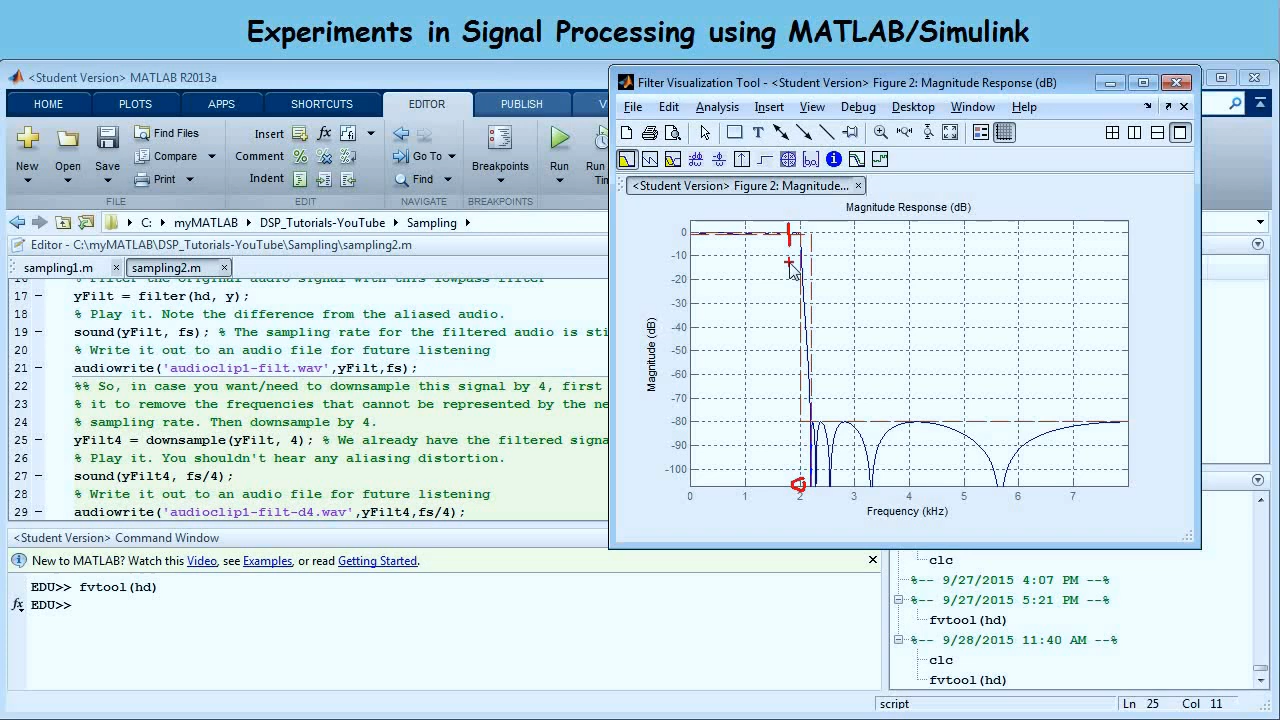 Experiments in Signal Processing using MATLAB/Simulink
<Student Version> MATLAB R2013a
HOME PLOTS APPS SHORTCUTS EDITOR PUBLISH V
New Open Save Find Files Compare Print
Insert Comment Indent fx
Go To Find Breakpoints Run Run
Tin
FILE EDIT NAVIGATE BREAKPOINTS
C: myMATLAB DSP_Tutorials-YouTube Sampling
Editor - C:\myMATLAB\DSP_Tutorials-YouTube\Sampling\sampling2.m
sampling1.m × sampling2.m ×
16 % Filter the original audio signal with this lowpass filter
17 – yFilt = filter(hd, y);
18 % Play it. Note the difference from the aliased audio.
19 – sound(yFilt, fs); % The sampling rate for the filtered audio is sti
20 % Write it out to an audio file for future listening
21 – audiowrite('audioclip1-filt.wav',yFilt,fs);
22 %% So, in case you want/need to downsample this signal by 4, first
23 % it to remove the frequencies that cannot be represented by the ne
24 % sampling rate. Then downsample by 4.
25 – yFilt4 = downsample(yFilt, 4); % We already have the filtered signa
26 % Play it. You shouldn't hear any aliasing distortion.
27 – sound(yFilt4, fs/4);
28 % Write it out to an audio file for future listening
29 – audiowrite('audioclip1-filt-d4.wav',yFilt4,fs/4);
<Student Version> Command Window
New to MATLAB? Watch this Video, see Examples, or read Getting Started.
EDU>> fvtool(hd)
fx EDU>>
Filter Visualization Tool - <Student Version> Figure 2: Magnitude Response (dB)
File Edit Analysis Insert View Debug Desktop Window Help
<Student Version> Figure 2: Magnitude... ×
Magnitude Response (dB)
Magnitude (dB)
0
-10
-20
-30
-40
-50
-60
-70
-80
-90
-100
0 1 2 3 4 5 6 7
Frequency (kHz)
clc
%-- 9/27/2015 4:07 PM --%
%-- 9/27/2015 5:21 PM --%
fvtool(hd)
%-- 9/28/2015 11:40 AM --%
clc
fvtool(hd)
script Ln 25 Col 11